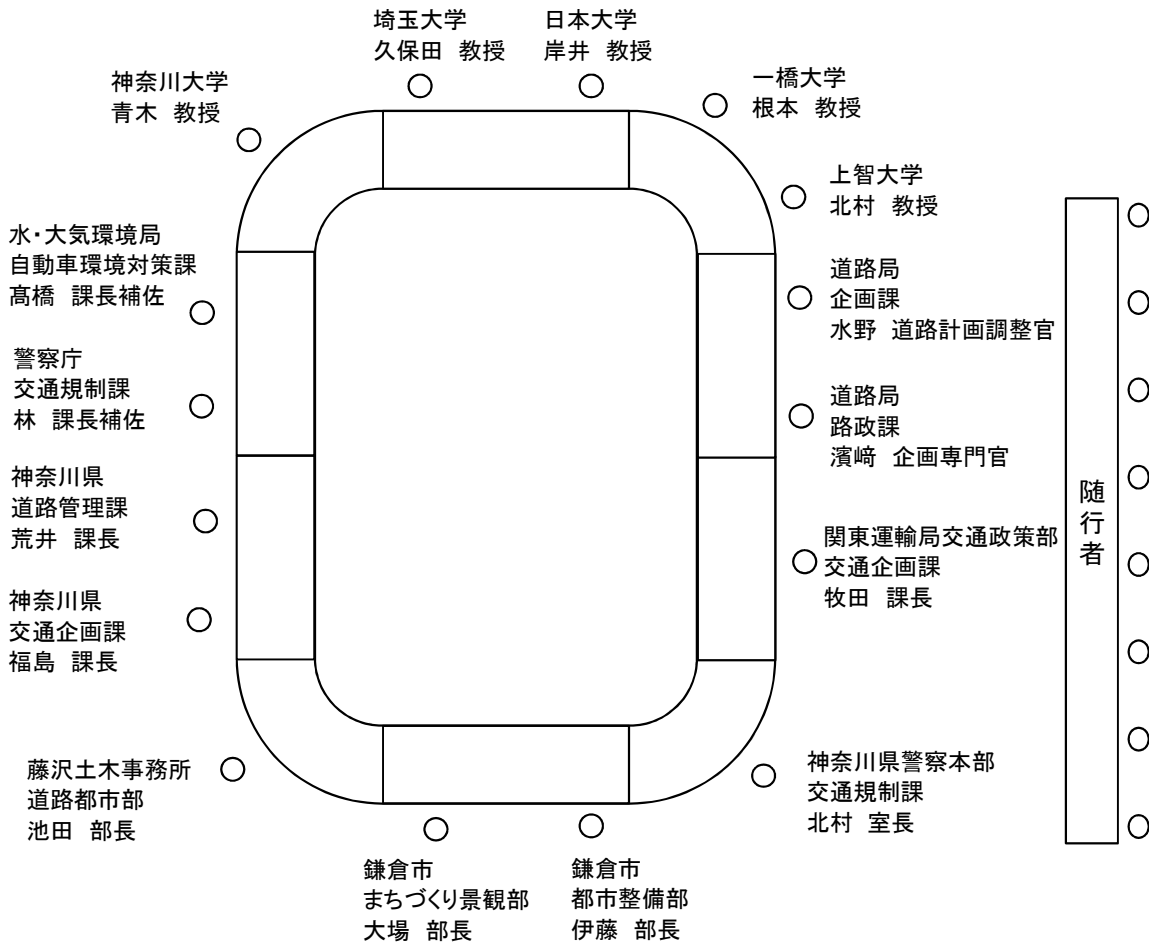 埼玉大学
久保田 教授
日本大学
岸井 教授
一橋大学
根本 教授
神奈川大学
青木 教授
上智大学
北村 教授
水・大気環境局
自動車環境対策課
髙橋 課長補佐
道路局
企画課
水野 道路計画調整官
警察庁
交通規制課
林 課長補佐
道路局
路政課
濱﨑 企画専門官
神奈川県
道路管理課
荒井 課長
関東運輸局交通政策部
交通企画課
牧田 課長
神奈川県
交通企画課
福島 課長
藤沢土木事務所
道路都市部
池田 部長
神奈川県警察本部
交通規制課
北村 室長
鎌倉市
まちづくり景観部
大場 部長
鎌倉市
都市整備部
伊藤 部長
随行者